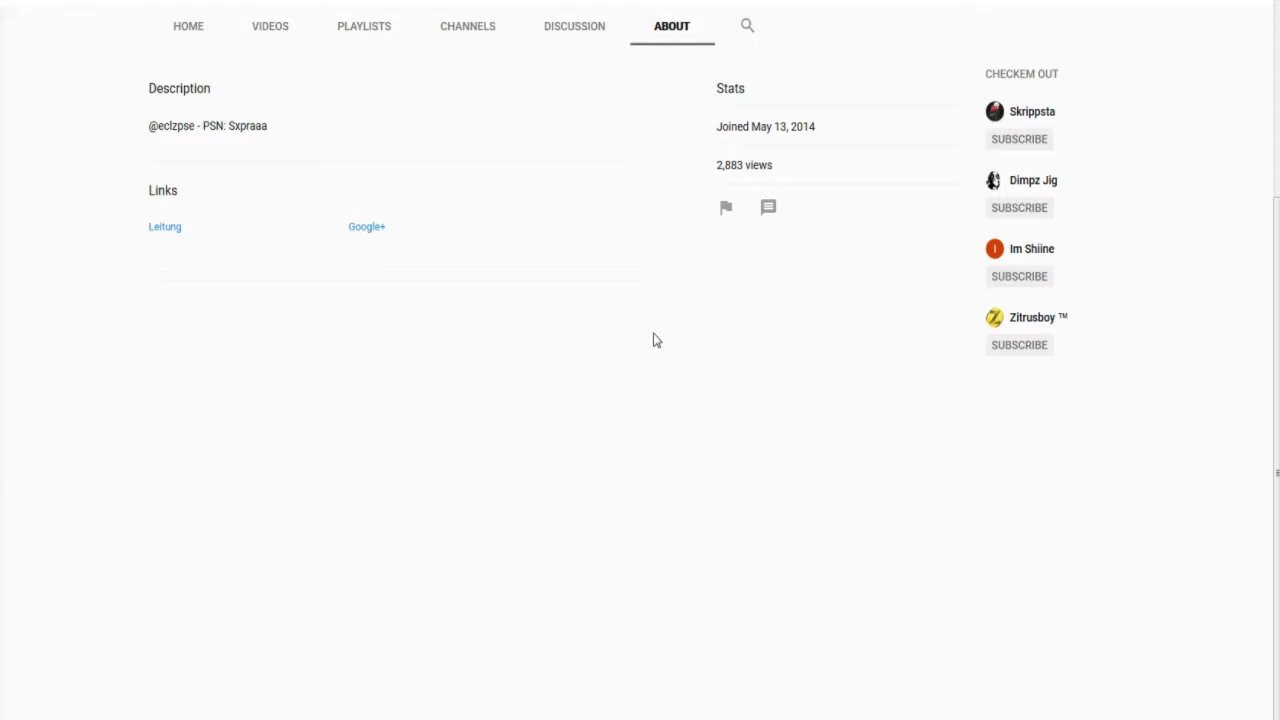 HOME VIDEOS PLAYLISTS CHANNELS DISCUSSION ABOUT
Description
@eclzpse - PSN: Sxpraaa
Links
Leitung Google+
Stats
Joined May 13, 2014
2,883 views
CHECKEM OUT
Skrippsta
SUBSCRIBE
Dimpz Jig
SUBSCRIBE
I
Im Shiine
SUBSCRIBE
Z
Zitrusboy ™
SUBSCRIBE